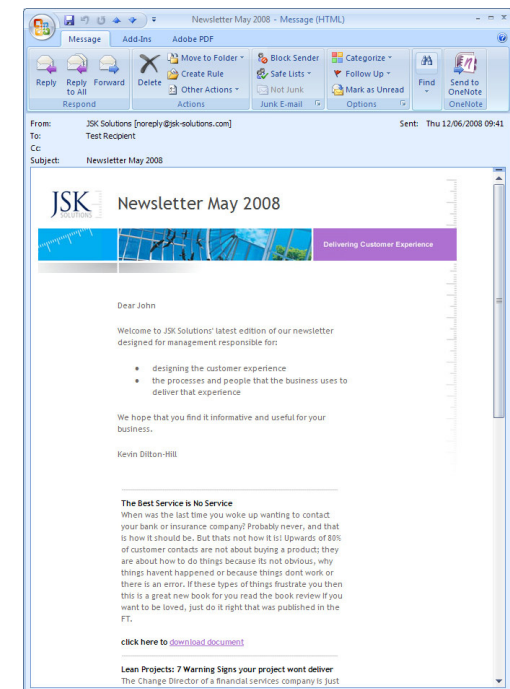 Newsletter May 2008 - Message (HTML)
Message Add-Ins Adobe PDF
Reply Reply to All Forward Delete Move to Folder Create Rule Other Actions Block Sender Safe Lists Not Junk Categorize Follow Up Mark as Unread Find Send to OneNote
Respond Actions Junk E-mail Options OneNote
From: JSK Solutions [noreply@jsk-solutions.com] Sent: Thu 12/06/2008 09:41
To: Test Recipient
Cc:
Subject: Newsletter May 2008
JSK
SOLUTIONS
Newsletter May 2008
Delivering Customer Experience
Dear John
Welcome to JSK Solutions' latest edition of our newsletter
designed for management responsible for:
• designing the customer experience
• the processes and people that the business uses to
deliver that experience
We hope that you find it informative and useful for your
business.
Kevin Dilton-Hill
The Best Service is No Service
When was the last time you woke up wanting to contact
your bank or insurance company? Probably never, and that
is how it should be. But thats not how it is! Upwards of 80%
of customer contacts are not about buying a product; they
are about how to do things because its not obvious, why
things havent happened or because things dont work or
there is an error. If these types of things frustrate you then
this is a great new book for you read the book review if you
want to be loved, just do it right that was published in the
FT.
click here to download document
Lean Projects: 7 Warning Signs your project wont deliver
The Change Director of a financial services company is just